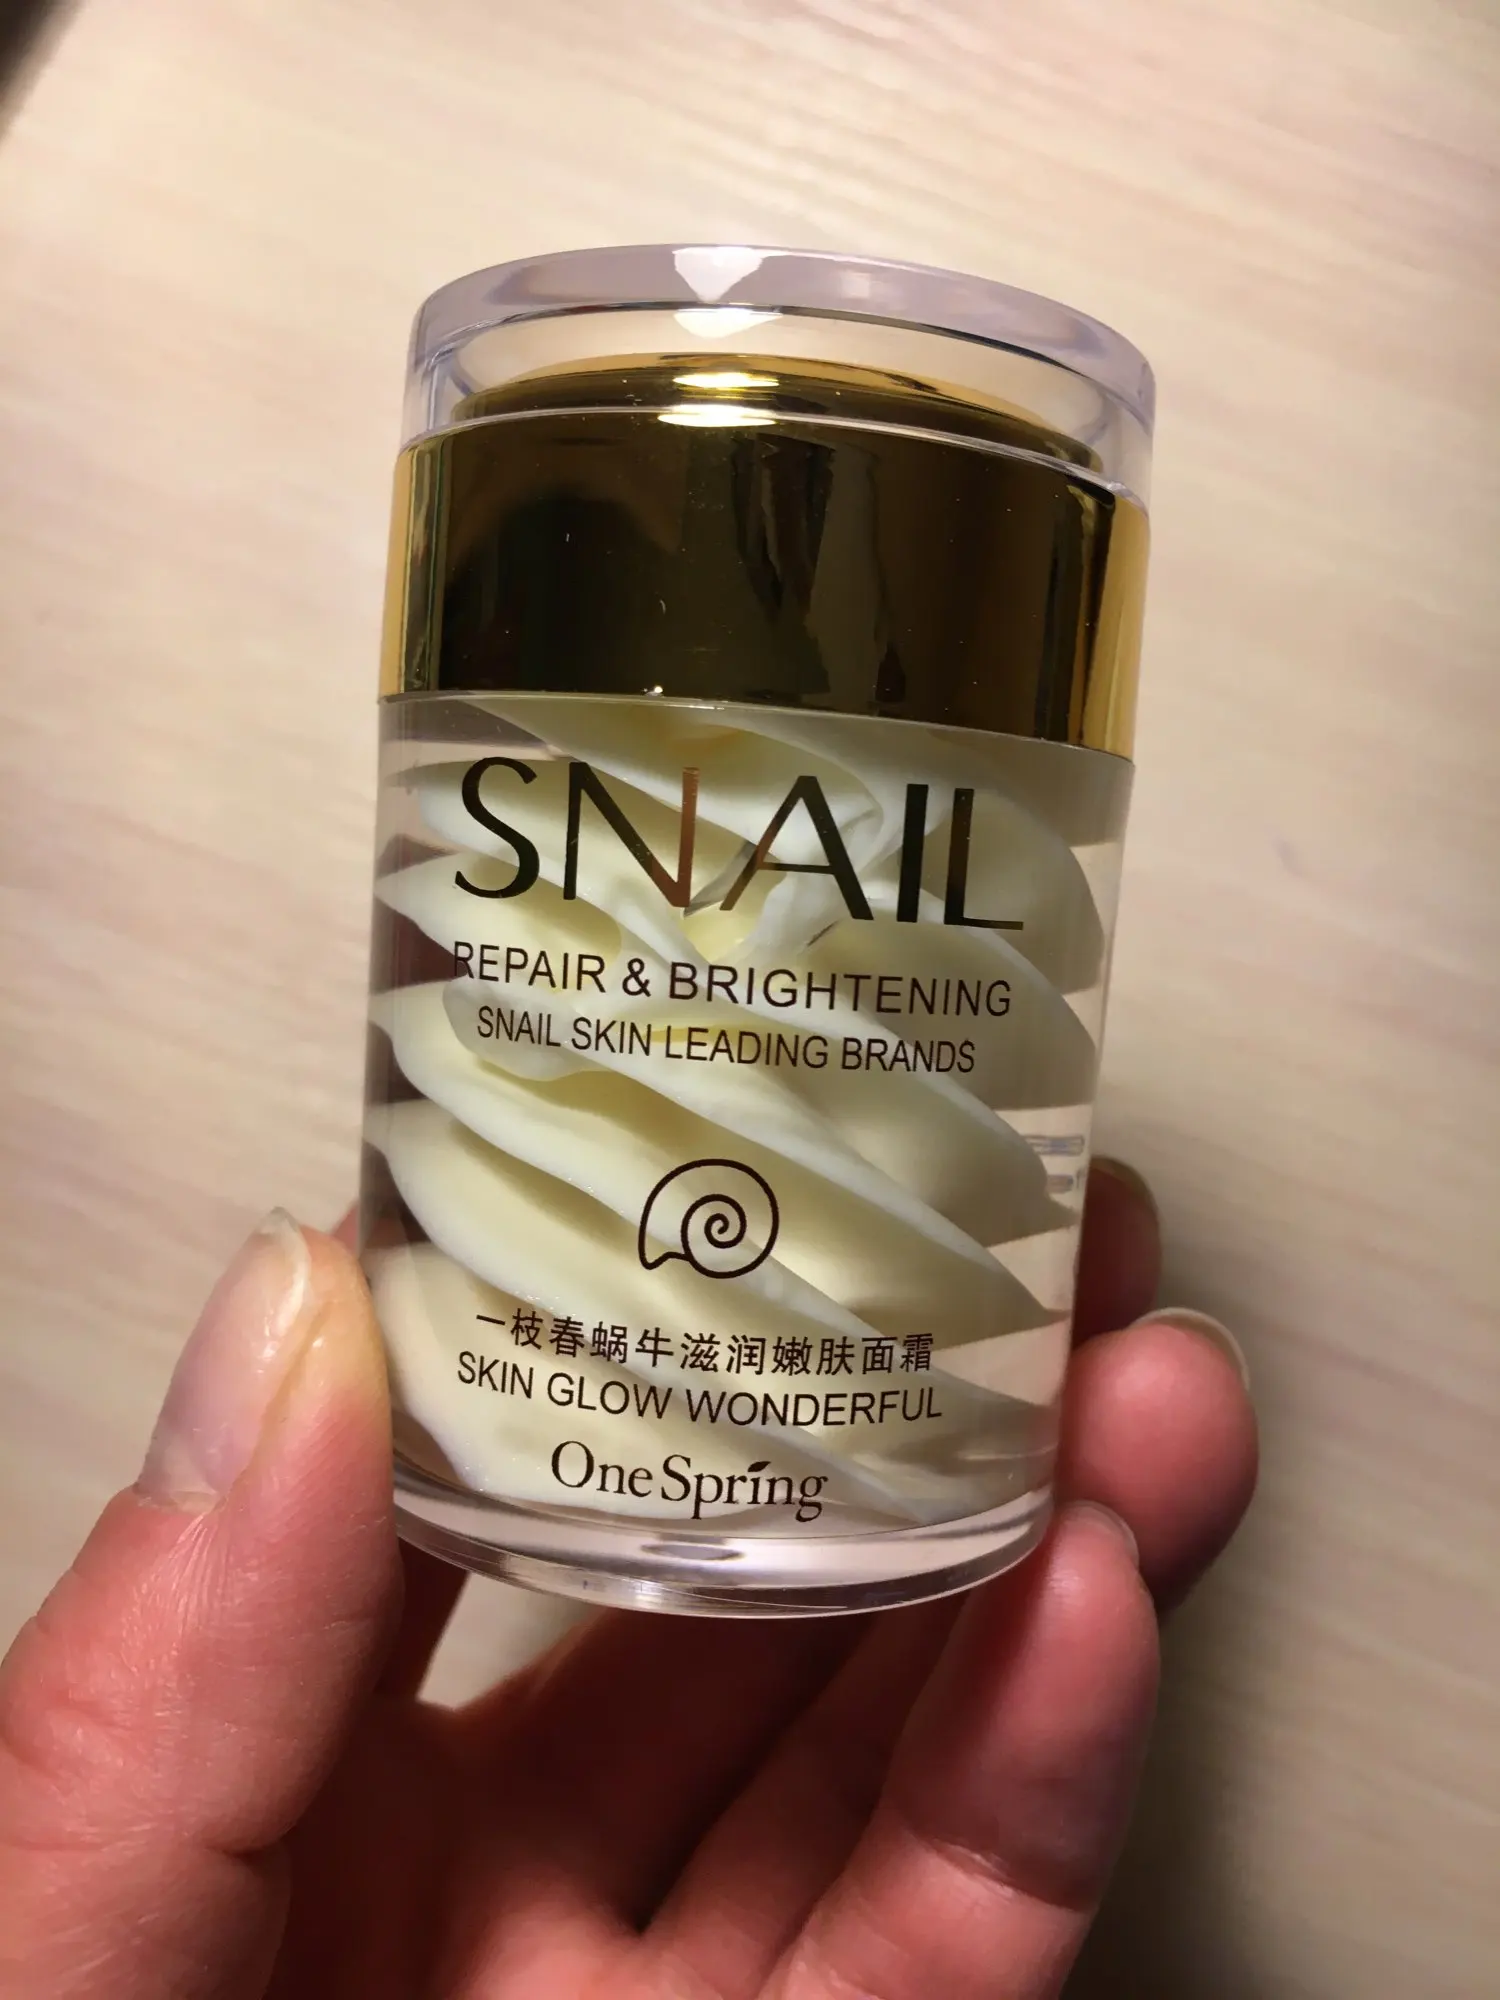 SNAIL
REPAIR & BRIGHTENING
SNAIL SKIN LEADING BRANDS
一枝春蜗牛滋润嫩肤面霜
SKIN GLOW WONDERFUL
OneSpring